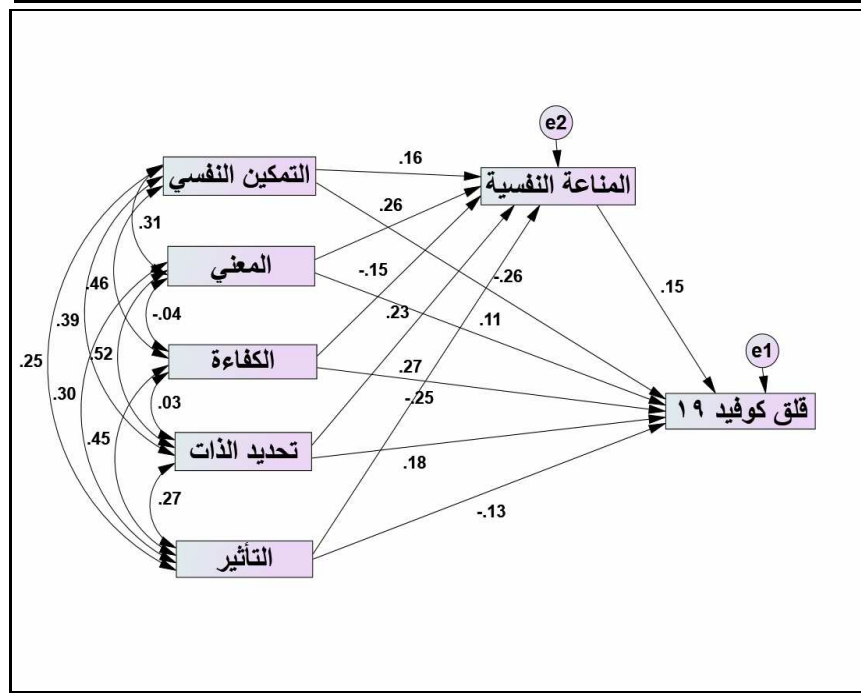 e2
.16
التمكين النفسي
المناعة النفسية
.26
.31
المعني
-.15
-.26
.46
.15
.39
-.04
.23
.11
e1
.25
.52
الكفاءة
.27
.30
.03
-.25
قلق كوفيد ١٩
.45
تحديد الذات
.18
.27
-.13
التأثير